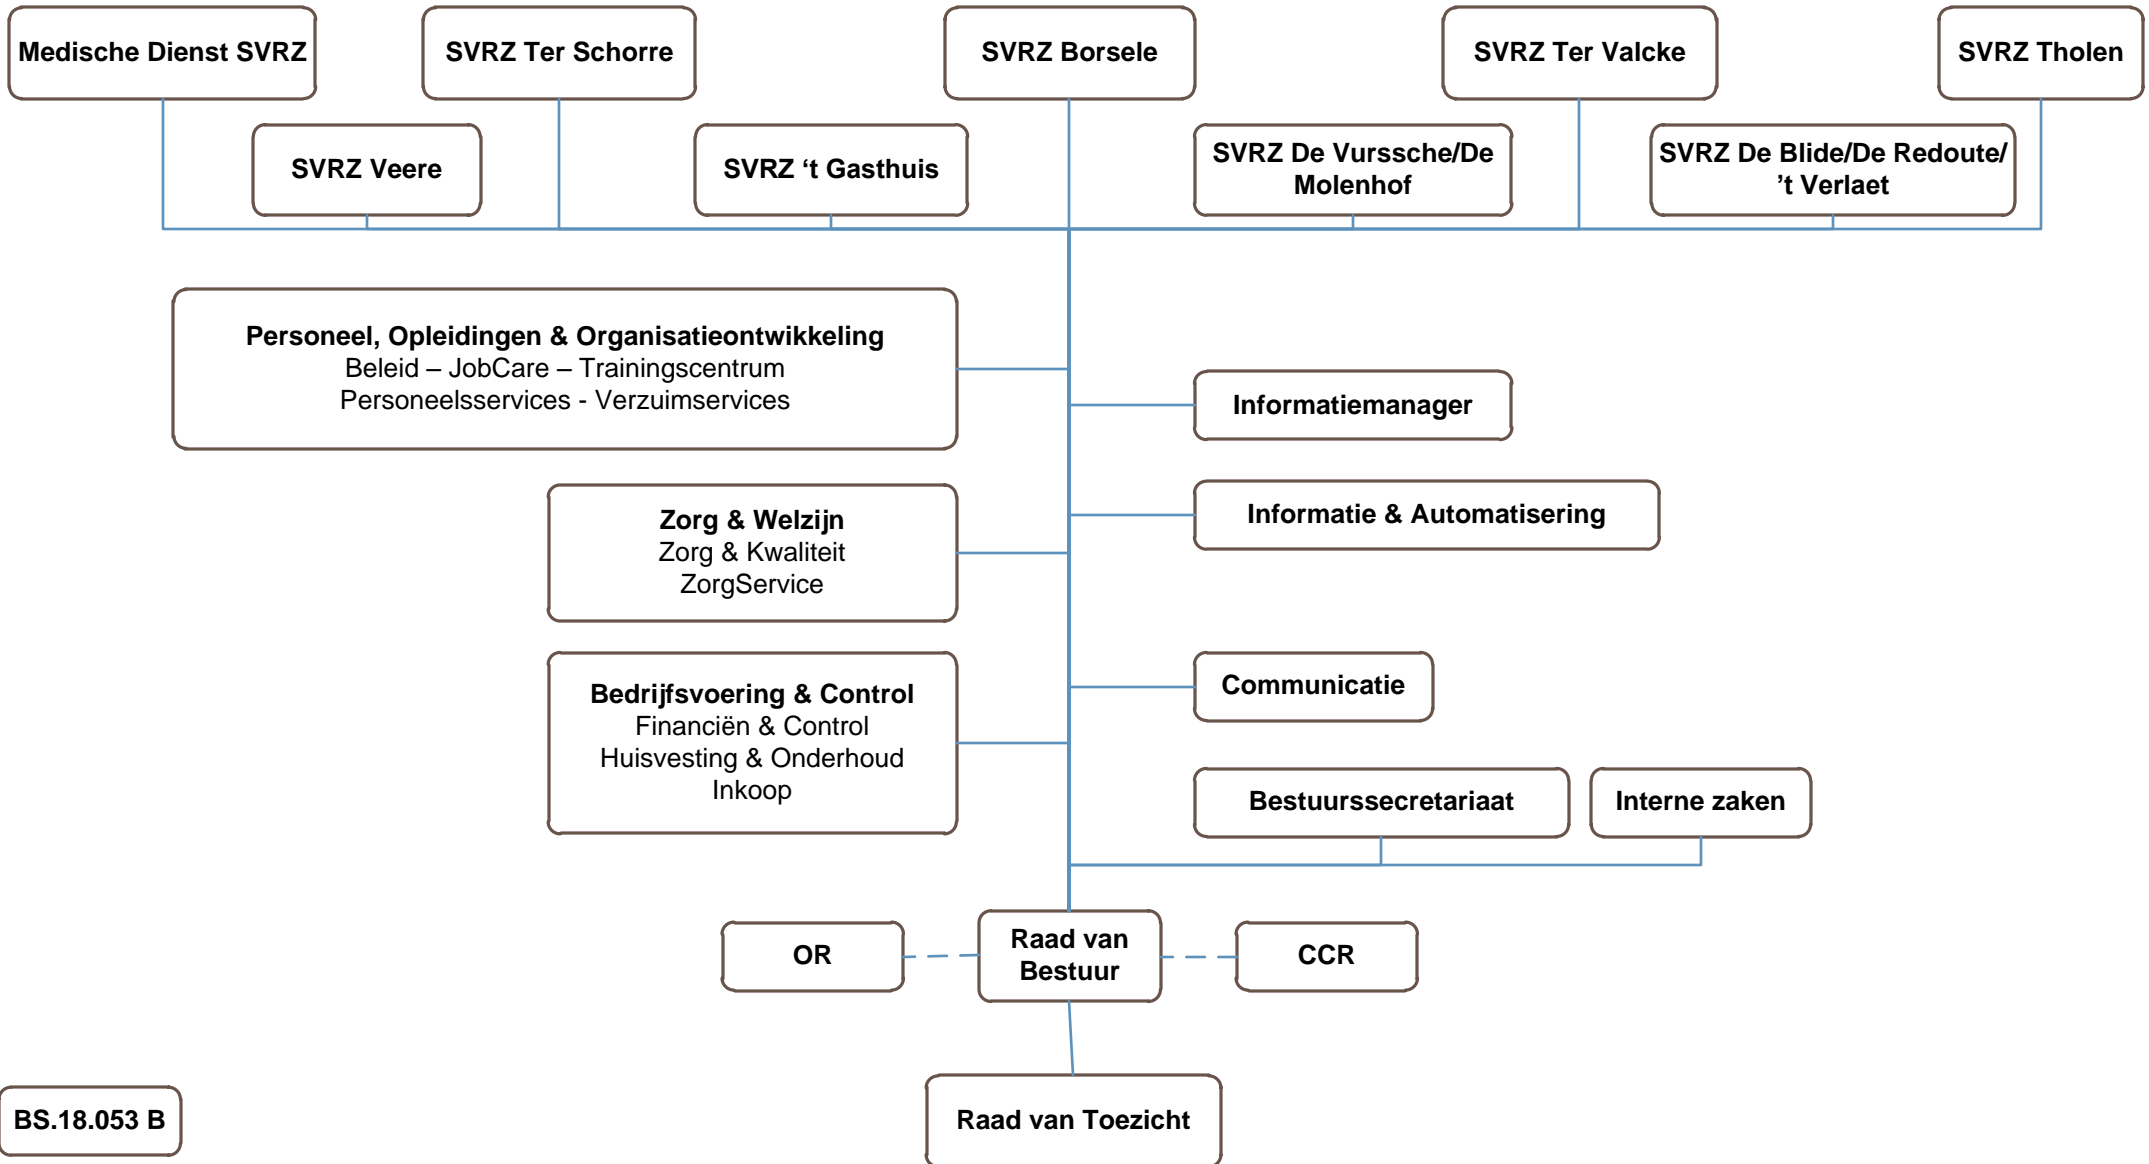 Medische Dienst SVRZ
SVRZ Ter Schorre
SVRZ Borsele
SVRZ Ter Valcke
SVRZ Tholen
SVRZ Veere
SVRZ ‘t Gasthuis
SVRZ De Vurssche/De
Molenhof
SVRZ De Blide/De Redoute/
’t Verlaet
Personeel, Opleidingen & Organisatieontwikkeling
Beleid – JobCare – Trainingscentrum
Personeelsservices - Verzuimservices
Informatiemanager
Informatie & Automatisering
Zorg & Welzijn
Zorg & Kwaliteit
ZorgService
Communicatie
Bedrijfsvoering & Control
Financiën & Control
Huisvesting & Onderhoud
Inkoop
Bestuurssecretariaat
Interne zaken
OR
Raad van
Bestuur
CCR
Raad van Toezicht
BS.18.053 B